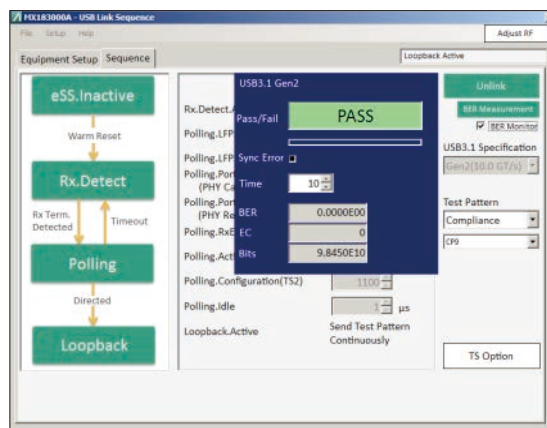 MX183000A - USB Link Sequence
File Setup Help
Adjust RF
Equipment Setup Sequence
Loopback Active
eSS.Inactive
Warm Reset
Rx.Detect
Rx Term.
Detected
Timeout
Polling
Directed
Loopback
Rx.Detect.
Polling.LFP
Polling.LFP
Polling.Por
(PHY Ca
Polling.Por
(PHY Re
Polling.RxE
Polling.Acti
Polling.Configuration(TS2) 1100
Polling.Idle 1 µs
Loopback.Active Send Test Pattern
Continuously
USB3.1 Gen2
Pass/Fail PASS
Sync Error
Time 10
BER 0.0000E00
EC 0
Bits 9.8450E10
Unlink
BER Measurement
BER Monitor
USB3.1 Specification
Gen2(10.0 GT/s)
Test Pattern
Compliance
CP9
TS Option